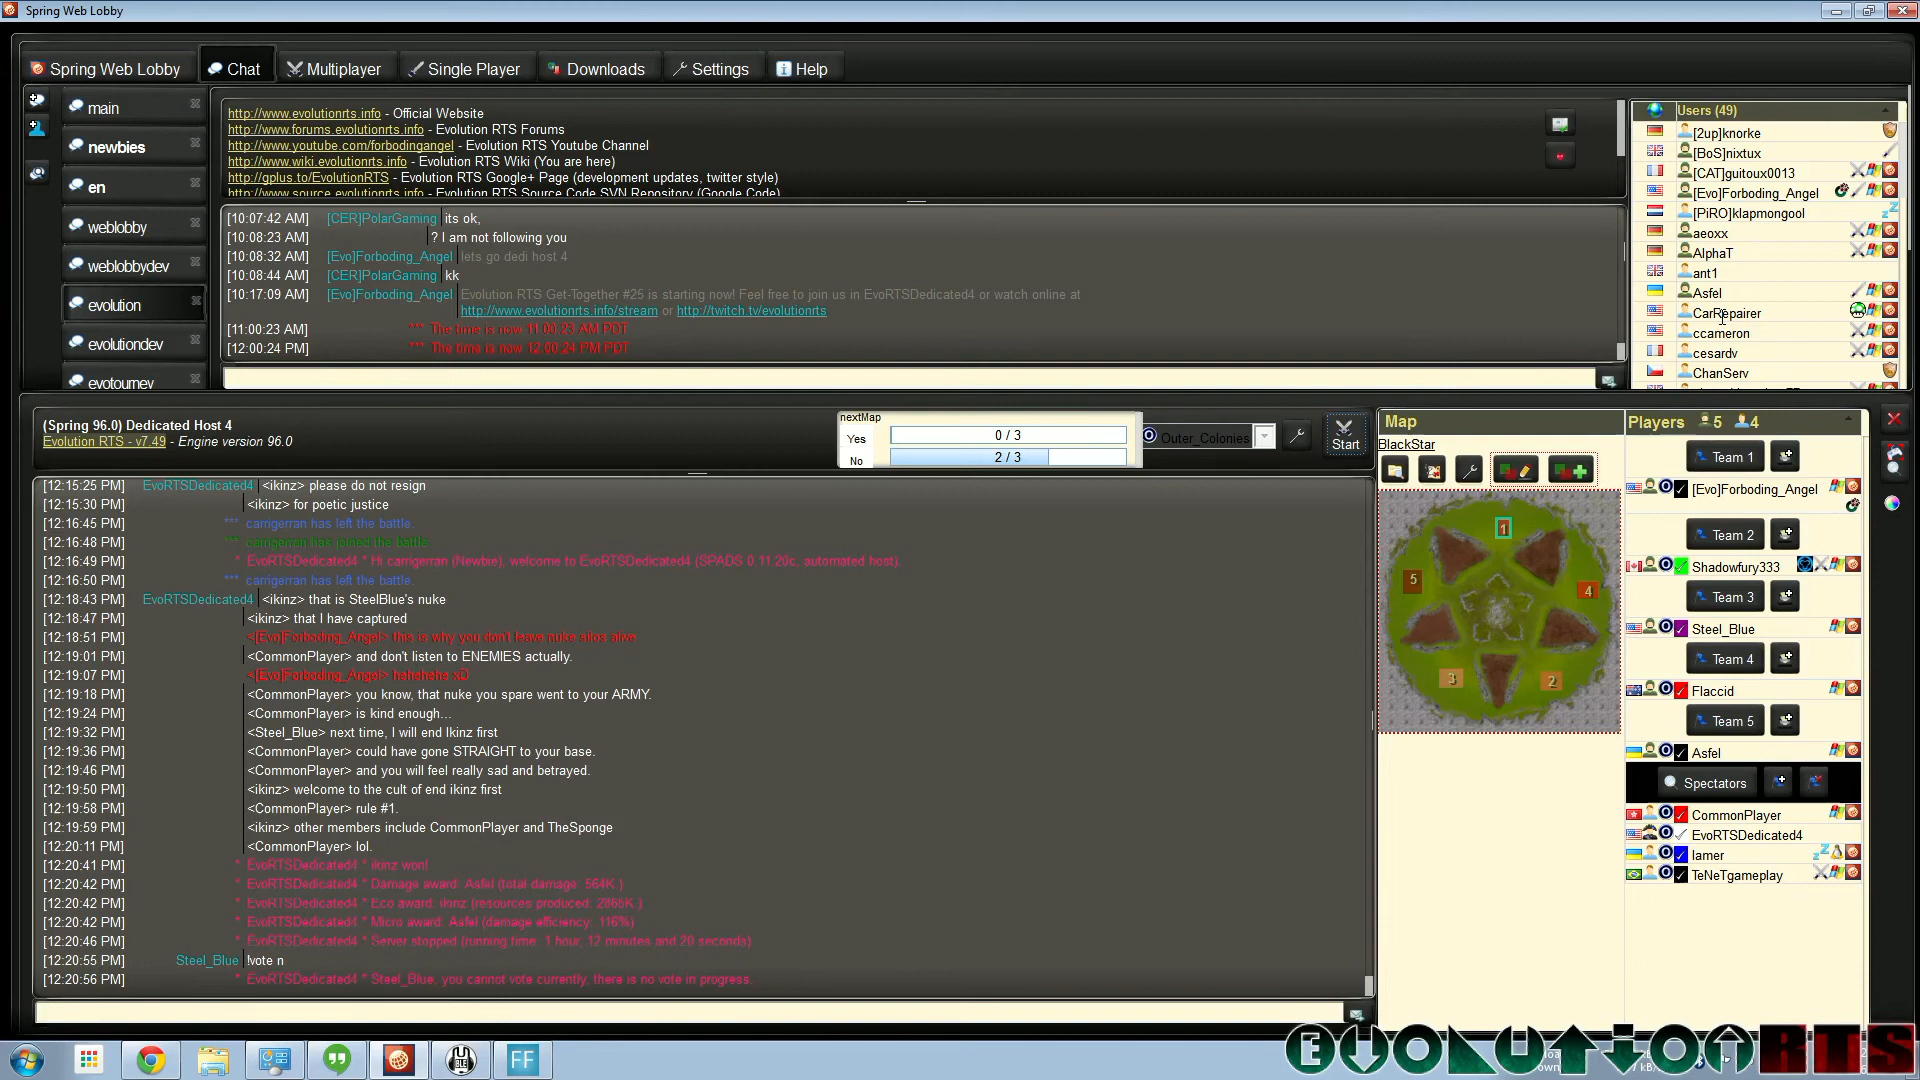 Spring Web Lobby
Spring Web Lobby
Chat
Multiplayer
Single Player
Downloads
Settings
Help
main
newbies
en
weblobby
weblobbydev
evolution
evolutiondev
evotourney
http://www.evolutionrts.info - Official Website
http://www.forums.evolutionrts.info - Evolution RTS Forums
http://www.youtube.com/forbodingangel - Evolution RTS Youtube Channel
http://www.wiki.evolutionrts.info - Evolution RTS Wiki (You are here)
http://gplus.to/EvolutionRTS - Evolution RTS Google+ Page (development updates, twitter style)
http://www.source.evolutionrts.info - Evolution RTS Source Code SVN Repository (Google Code)
[10:07:42 AM] [CER]PolarGaming its ok,
[10:08:23 AM] ? I am not following you
[10:08:32 AM] [Evo]Forboding_Angel lets go dedi host 4
[10:08:44 AM] [CER]PolarGaming kk
[10:17:09 AM] [Evo]Forboding_Angel Evolution RTS Get-Together #25 is starting now! Feel free to join us in EvoRTSDedicated4 or watch online at
http://www.evolutionrts.info/stream or http://twitch.tv/evolutionrts
[11:00:23 AM] *** The time is now 11:00:23 AM PDT
[12:00:24 PM] *** The time is now 12:00:24 PM PDT
Users (49)
[2up]knorke
[BoS]nixtux
[CAT]guitoux0013
[Evo]Forboding_Angel
[PiRO]klapmongool
aeoxx
AlphaT
ant1
Asfel
CarRepairer
ccameron
cesardv
ChanServ
(Spring 96.0) Dedicated Host 4
Evolution RTS - v7.49 - Engine version 96.0
nextMap
Yes 0 / 3
No 2 / 3
Outer_Colonies
Start
[12:15:25 PM] EvoRTSDedicated4 <ikinz> please do not resign
[12:15:30 PM] <ikinz> for poetic justice
[12:16:45 PM] *** carrigerran has left the battle.
[12:16:48 PM] *** carrigerran has joined the battle.
[12:16:49 PM] * EvoRTSDedicated4 * Hi carrigerran (Newbie), welcome to EvoRTSDedicated4 (SPADS 0.11.20c, automated host).
[12:16:50 PM] *** carrigerran has left the battle.
[12:18:43 PM] EvoRTSDedicated4 <ikinz> that is SteelBlue's nuke
[12:18:47 PM] <ikinz> that I have captured
[12:18:51 PM] <[Evo]Forboding_Angel> this is why you don't leave nuke silos alive
[12:19:01 PM] <CommonPlayer> and don't listen to ENEMIES actually.
[12:19:07 PM] <[Evo]Forboding_Angel> hehehehe xD
[12:19:18 PM] <CommonPlayer> you know, that nuke you spare went to your ARMY.
[12:19:24 PM] <CommonPlayer> is kind enough...
[12:19:32 PM] <Steel_Blue> next time, I will end Ikinz first
[12:19:36 PM] <CommonPlayer> could have gone STRAIGHT to your base.
[12:19:46 PM] <CommonPlayer> and you will feel really sad and betrayed.
[12:19:50 PM] <ikinz> welcome to the cult of end ikinz first
[12:19:58 PM] <CommonPlayer> rule #1.
[12:19:59 PM] <ikinz> other members include CommonPlayer and TheSponge
[12:20:11 PM] <CommonPlayer> lol.
[12:20:41 PM] * EvoRTSDedicated4 * ikinz won!
[12:20:42 PM] * EvoRTSDedicated4 * Damage award: Asfel (total damage: 564K )
[12:20:42 PM] * EvoRTSDedicated4 * Eco award: ikinz (resources produced: 2865K )
[12:20:42 PM] * EvoRTSDedicated4 * Micro award: Asfel (damage efficiency: 116%)
[12:20:46 PM] * EvoRTSDedicated4 * Server stopped (running time: 1 hour, 12 minutes and 20 seconds)
[12:20:55 PM] Steel_Blue !vote n
[12:20:56 PM] * EvoRTSDedicated4 * Steel_Blue, you cannot vote currently, there is no vote in progress.
Map
BlackStar
1
5
4
3
2
Players 5 4
Team 1
[Evo]Forboding_Angel
Team 2
Shadowfury333
Team 3
Steel_Blue
Team 4
Flaccid
Team 5
Asfel
Spectators
CommonPlayer
EvoRTSDedicated4
lamer
TeNeTgameplay
FF
EVOLUTION RTS